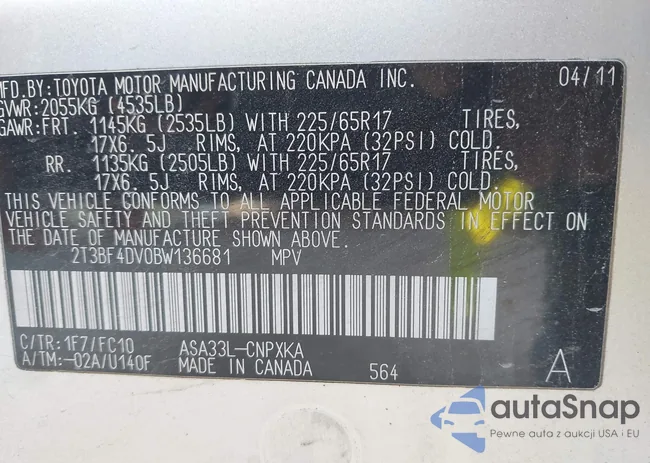 MFD.BY:TOYOTA MOTOR MANUFACTURING CANADA INC. 04/11
GVWR:2055KG (4535LB)
GAWR:FRT. 1145KG (2535LB) WITH 225/65R17 TIRES,
17X6.5J RIMS, AT 220KPA (32PSI) COLD.
RR. 1135KG (2505LB) WITH 225/65R17 TIRES,
17X6.5J RIMS, AT 220KPA (32PSI) COLD.
THIS VEHICLE CONFORMS TO ALL APPLICABLE FEDERAL MOTOR
VEHICLE SAFETY AND THEFT PREVENTION STANDARDS IN EFFECT ON
THE DATE OF MANUFACTURE SHOWN ABOVE.
2T3BF4DV0BW136681 MPV
C/TR:1F7/FC10 ASA33L-CNPXKA
A/TM:-02A/U140F MADE IN CANADA 564 A
autaSnap
Pewne auta z aukcji USA i EU